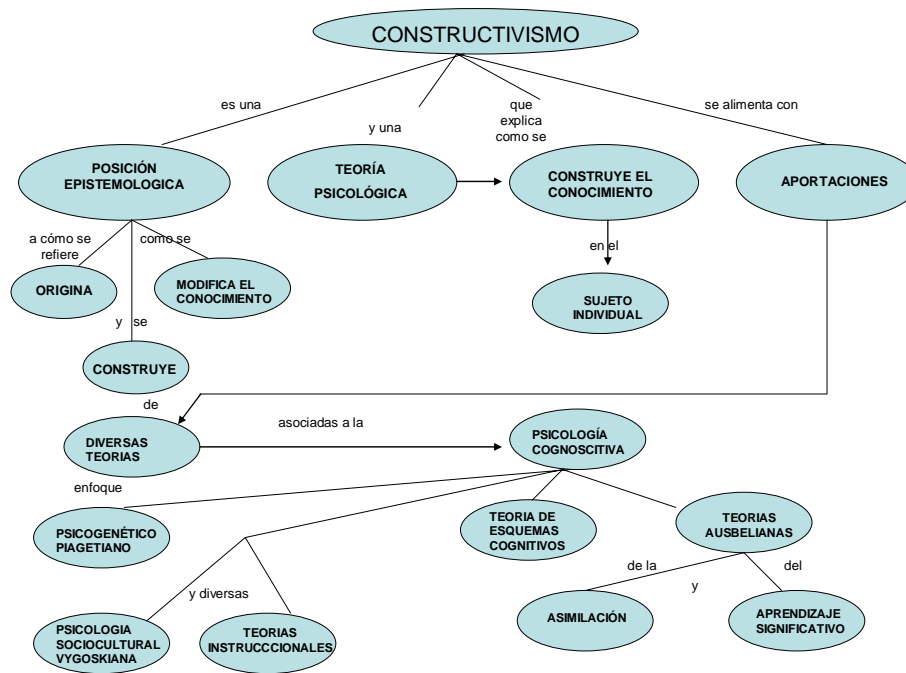 CONSTRUCTIVISMO
es una
y una
que
explica
como se
se alimenta con
POSICIÓN
EPISTEMOLOGICA
TEORÍA
PSICOLÓGICA
CONSTRUYE EL
CONOCIMIENTO
APORTACIONES
a cómo se
refiere
como se
en el
ORIGINA
MODIFICA EL
CONOCIMIENTO
SUJETO
INDIVIDUAL
y se
CONSTRUYE
de
asociadas a la
DIVERSAS
TEORIAS
PSICOLOGÍA
COGNOSCITIVA
enfoque
PSICOGENÉTICO
PIAGETIANO
TEORIA DE
ESQUEMAS
COGNITIVOS
TEORIAS
AUSBELIANAS
y diversas
de la
y
del
PSICOLOGIA
SOCIOCULTURAL
VYGOSKIANA
TEORIAS
INSTRUCCCIONALES
ASIMILACIÓN
APRENDIZAJE
SIGNIFICATIVO